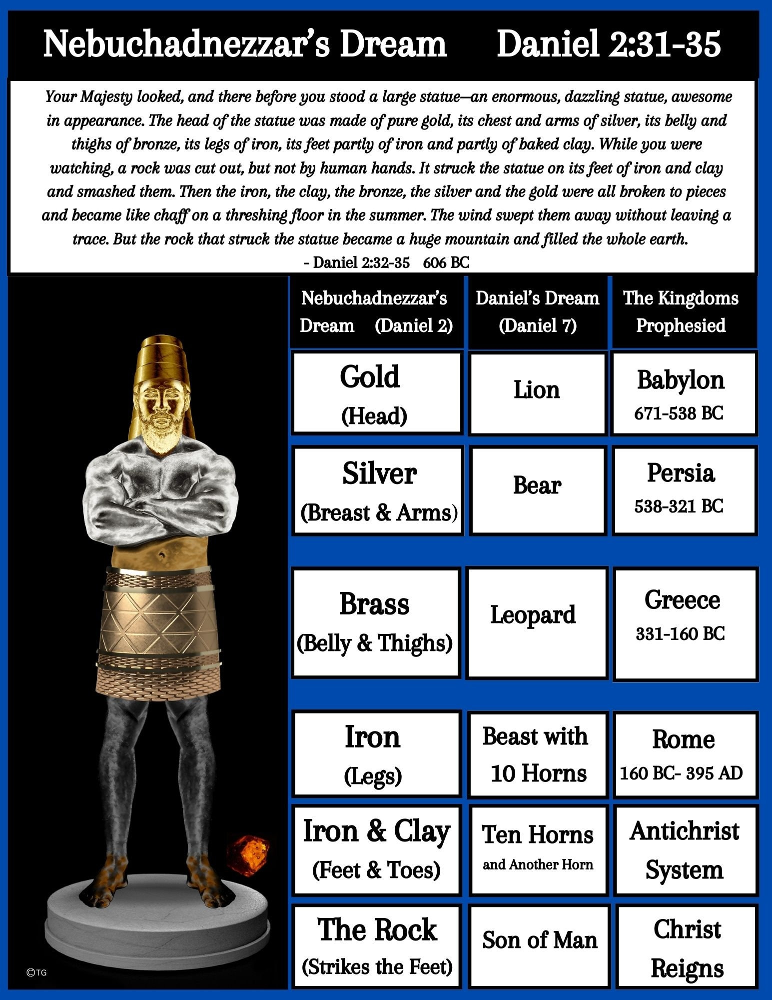 Nebuchadnezzar’s Dream Daniel 2:31-35
Your Majesty looked, and there before you stood a large statue—an enormous, dazzling statue, awesome
in appearance. The head of the statue was made of pure gold, its chest and arms of silver, its belly and
thighs of bronze, its legs of iron, its feet partly of iron and partly of baked clay. While you were
watching, a rock was cut out, but not by human hands. It struck the statue on its feet of iron and clay
and smashed them. Then the iron, the clay, the bronze, the silver and the gold were all broken to pieces
and became like chaff on a threshing floor in the summer. The wind swept them away without leaving a
trace. But the rock that struck the statue became a huge mountain and filled the whole earth.
- Daniel 2:32-35 606 BC
Nebuchadnezzar’s
Dream (Daniel 2)
Daniel’s Dream
(Daniel 7)
The Kingdoms
Prophesied
Gold
(Head)
Lion
Babylon
671-538 BC
Silver
(Breast & Arms)
Bear
Persia
538-321 BC
Brass
(Belly & Thighs)
Leopard
Greece
331-160 BC
Iron
(Legs)
Beast with
10 Horns
Rome
160 BC- 395 AD
Iron & Clay
(Feet & Toes)
Ten Horns
and Another Horn
Antichrist
System
The Rock
(Strikes the Feet)
Son of Man
Christ
Reigns
©TG